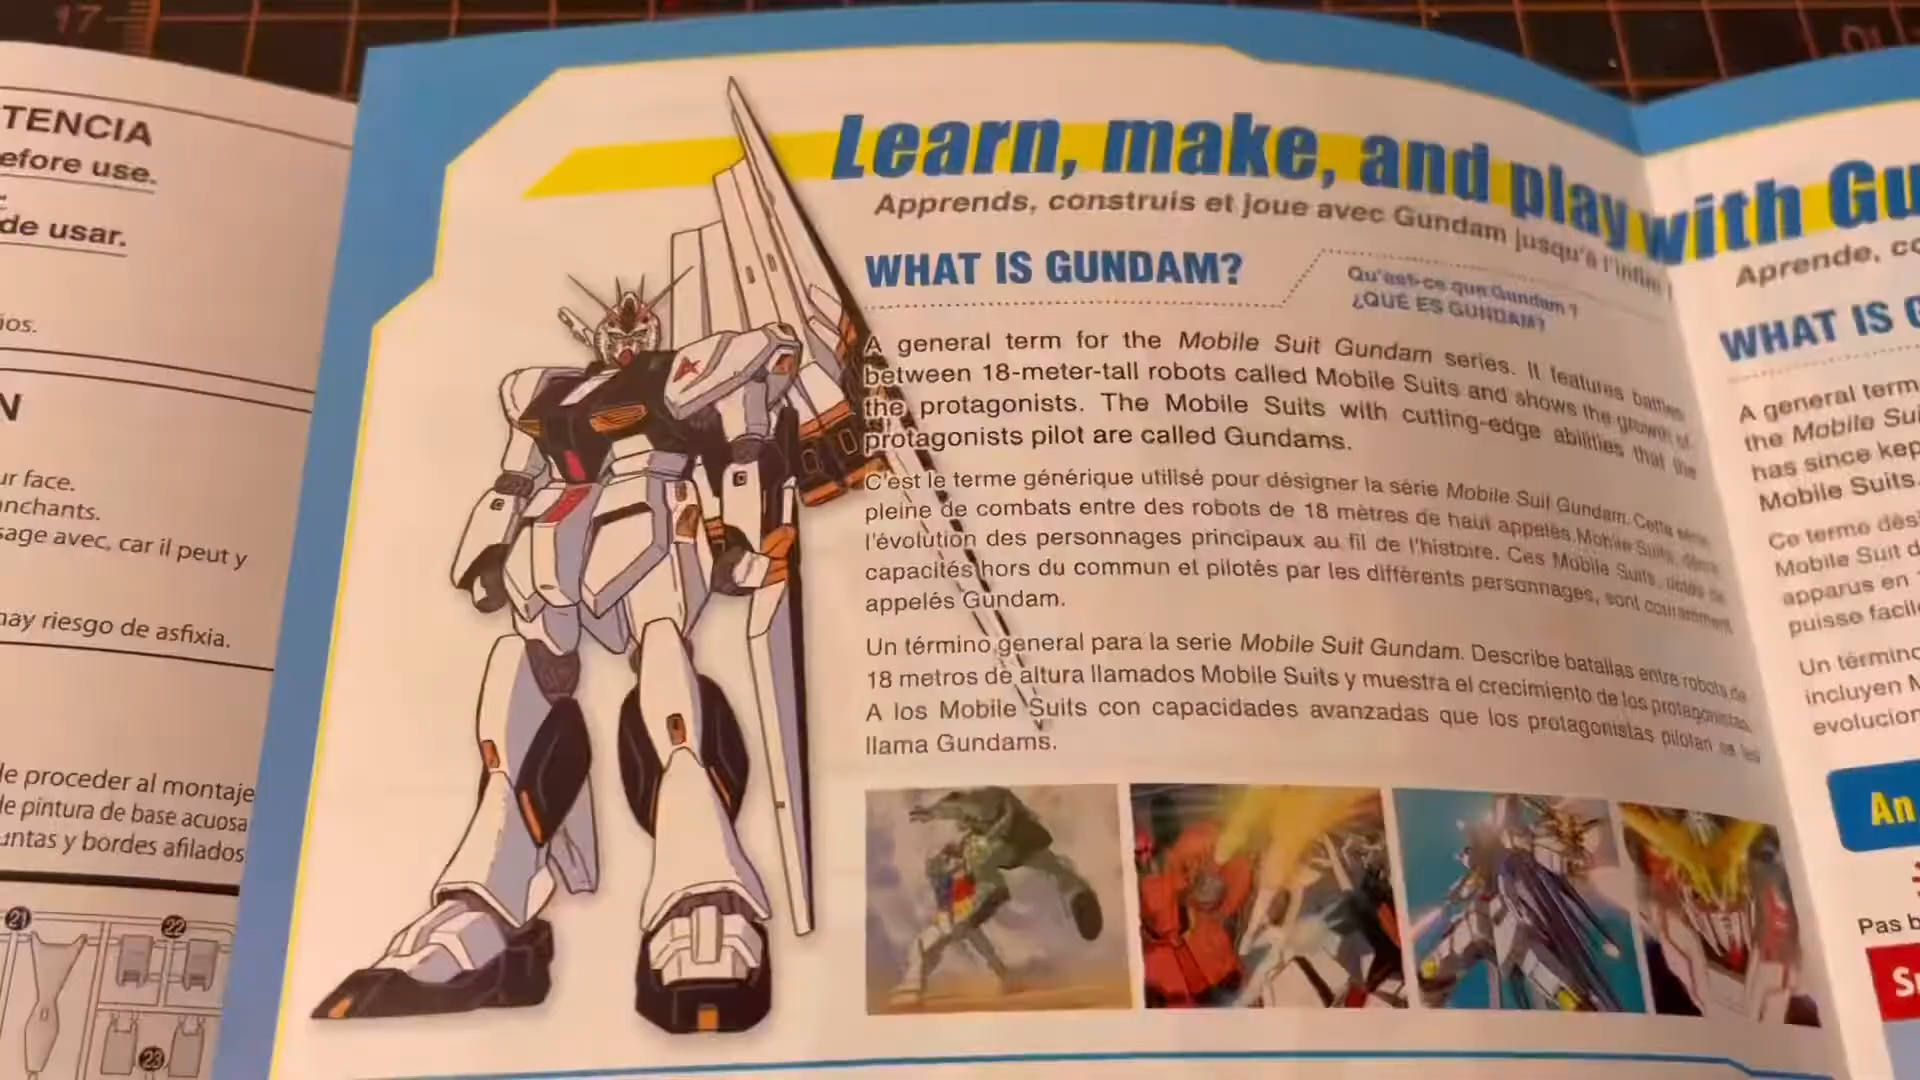 17
TENCIA
efore use.
de usar.
ios.
N
ur face.
nchants.
sage avec, car il peut y
hay riesgo de asfixia.
le proceder al montaje
le pintura de base acuosa
untas y bordes afilados
21
22
23
Learn, make, and play with Gu
Apprends, construis et joue avec Gundam jusqu'à l'infini !
WHAT IS GUNDAM?
Qu'est-ce que Gundam ?
¿QUÉ ES GUNDAM?
A general term for the Mobile Suit Gundam series. It features battles
between 18-meter-tall robots called Mobile Suits and shows the growth of
the protagonists. The Mobile Suits with cutting-edge abilities that the
protagonists pilot are called Gundams.
C'est le terme générique utilisé pour désigner la série Mobile Suit Gundam. Cette série
pleine de combats entre des robots de 18 mètres de haut appelés Mobile Suits,
l'évolution des personnages principaux au fil de l'histoire. Ces Mobile Suits, dotés de
capacités hors du commun et pilotés par les différents personnages, sont couramment
appelés Gundam.
Un término general para la serie Mobile Suit Gundam. Describe batallas entre robots de
18 metros de altura llamados Mobile Suits y muestra el crecimiento de los protagonistas.
A los Mobile Suits con capacidades avanzadas que los protagonistas pilotan se les
llama Gundams.
Aprende, co
WHAT IS G
A general term
the Mobile Sui
has since kep
Mobile Suits.
Ce terme dési
Mobile Suit d
apparus en
puisse facile
Un término
incluyen M
evolucion
An
Pas b